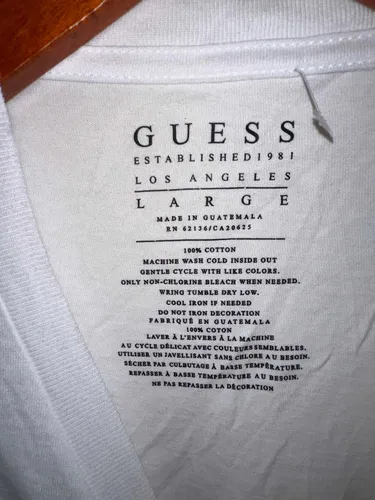 GUESS
ESTABLISHED 1981
LOS ANGELES
LARGE
MADE IN GUATEMALA
RN 62136/CA20625
100% COTTON
MACHINE WASH COLD INSIDE OUT
GENTLE CYCLE WITH LIKE COLORS.
ONLY NON-CHLORINE BLEACH WHEN NEEDED.
WRING TUMBLE DRY LOW.
COOL IRON IF NEEDED
DO NOT IRON DECORATION
FABRIQUÉ EN GUATEMALA
100% COTON
LAVER À L'ENVERS À LA MACHINE
AU CYCLE DÉLICAT AVEC COULEURS SEMBLABLES.
UTILISER UN JAVELLISANT SANS CHLORE AU BESOIN.
SÉCHER PAR CULBUTAGE À BASSE TEMPÉRATURE.
REPASSER À BASSE TEMPÉRATURE AU BESOIN.
NE PAS REPASSER LA DÉCORATION